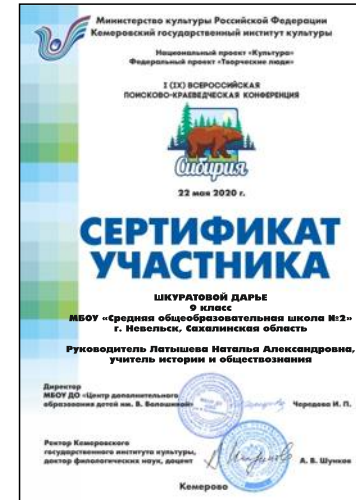 Министерство культуры Российской Федерации
Кемеровский государственный институт культуры
Национальный проект «Культура»
Федеральный проект «Творческие люди»
I (IX) ВСЕРОССИЙСКАЯ
ПОИСКОВО-КРАЕВЕДЧЕСКАЯ КОНФЕРЕНЦИЯ
Сибирия
22 мая 2020 г.
СЕРТИФИКАТ
УЧАСТНИКА
ШКУРАТОВОЙ ДАРЬЕ
9 класс
МБОУ «Средняя общеобразовательная школа №2»
г. Невельск, Сахалинская область
Руководитель Латышева Наталья Александровна,
учитель истории и обществознания
Директор
МБОУ ДО «Центр дополнительного
образования детей им. В. Волошиной»
Чередова И. П.
Ректор Кемеровского
государственного института культуры,
доктор филологических наук, доцент
А. В. Шунков
Кемерово